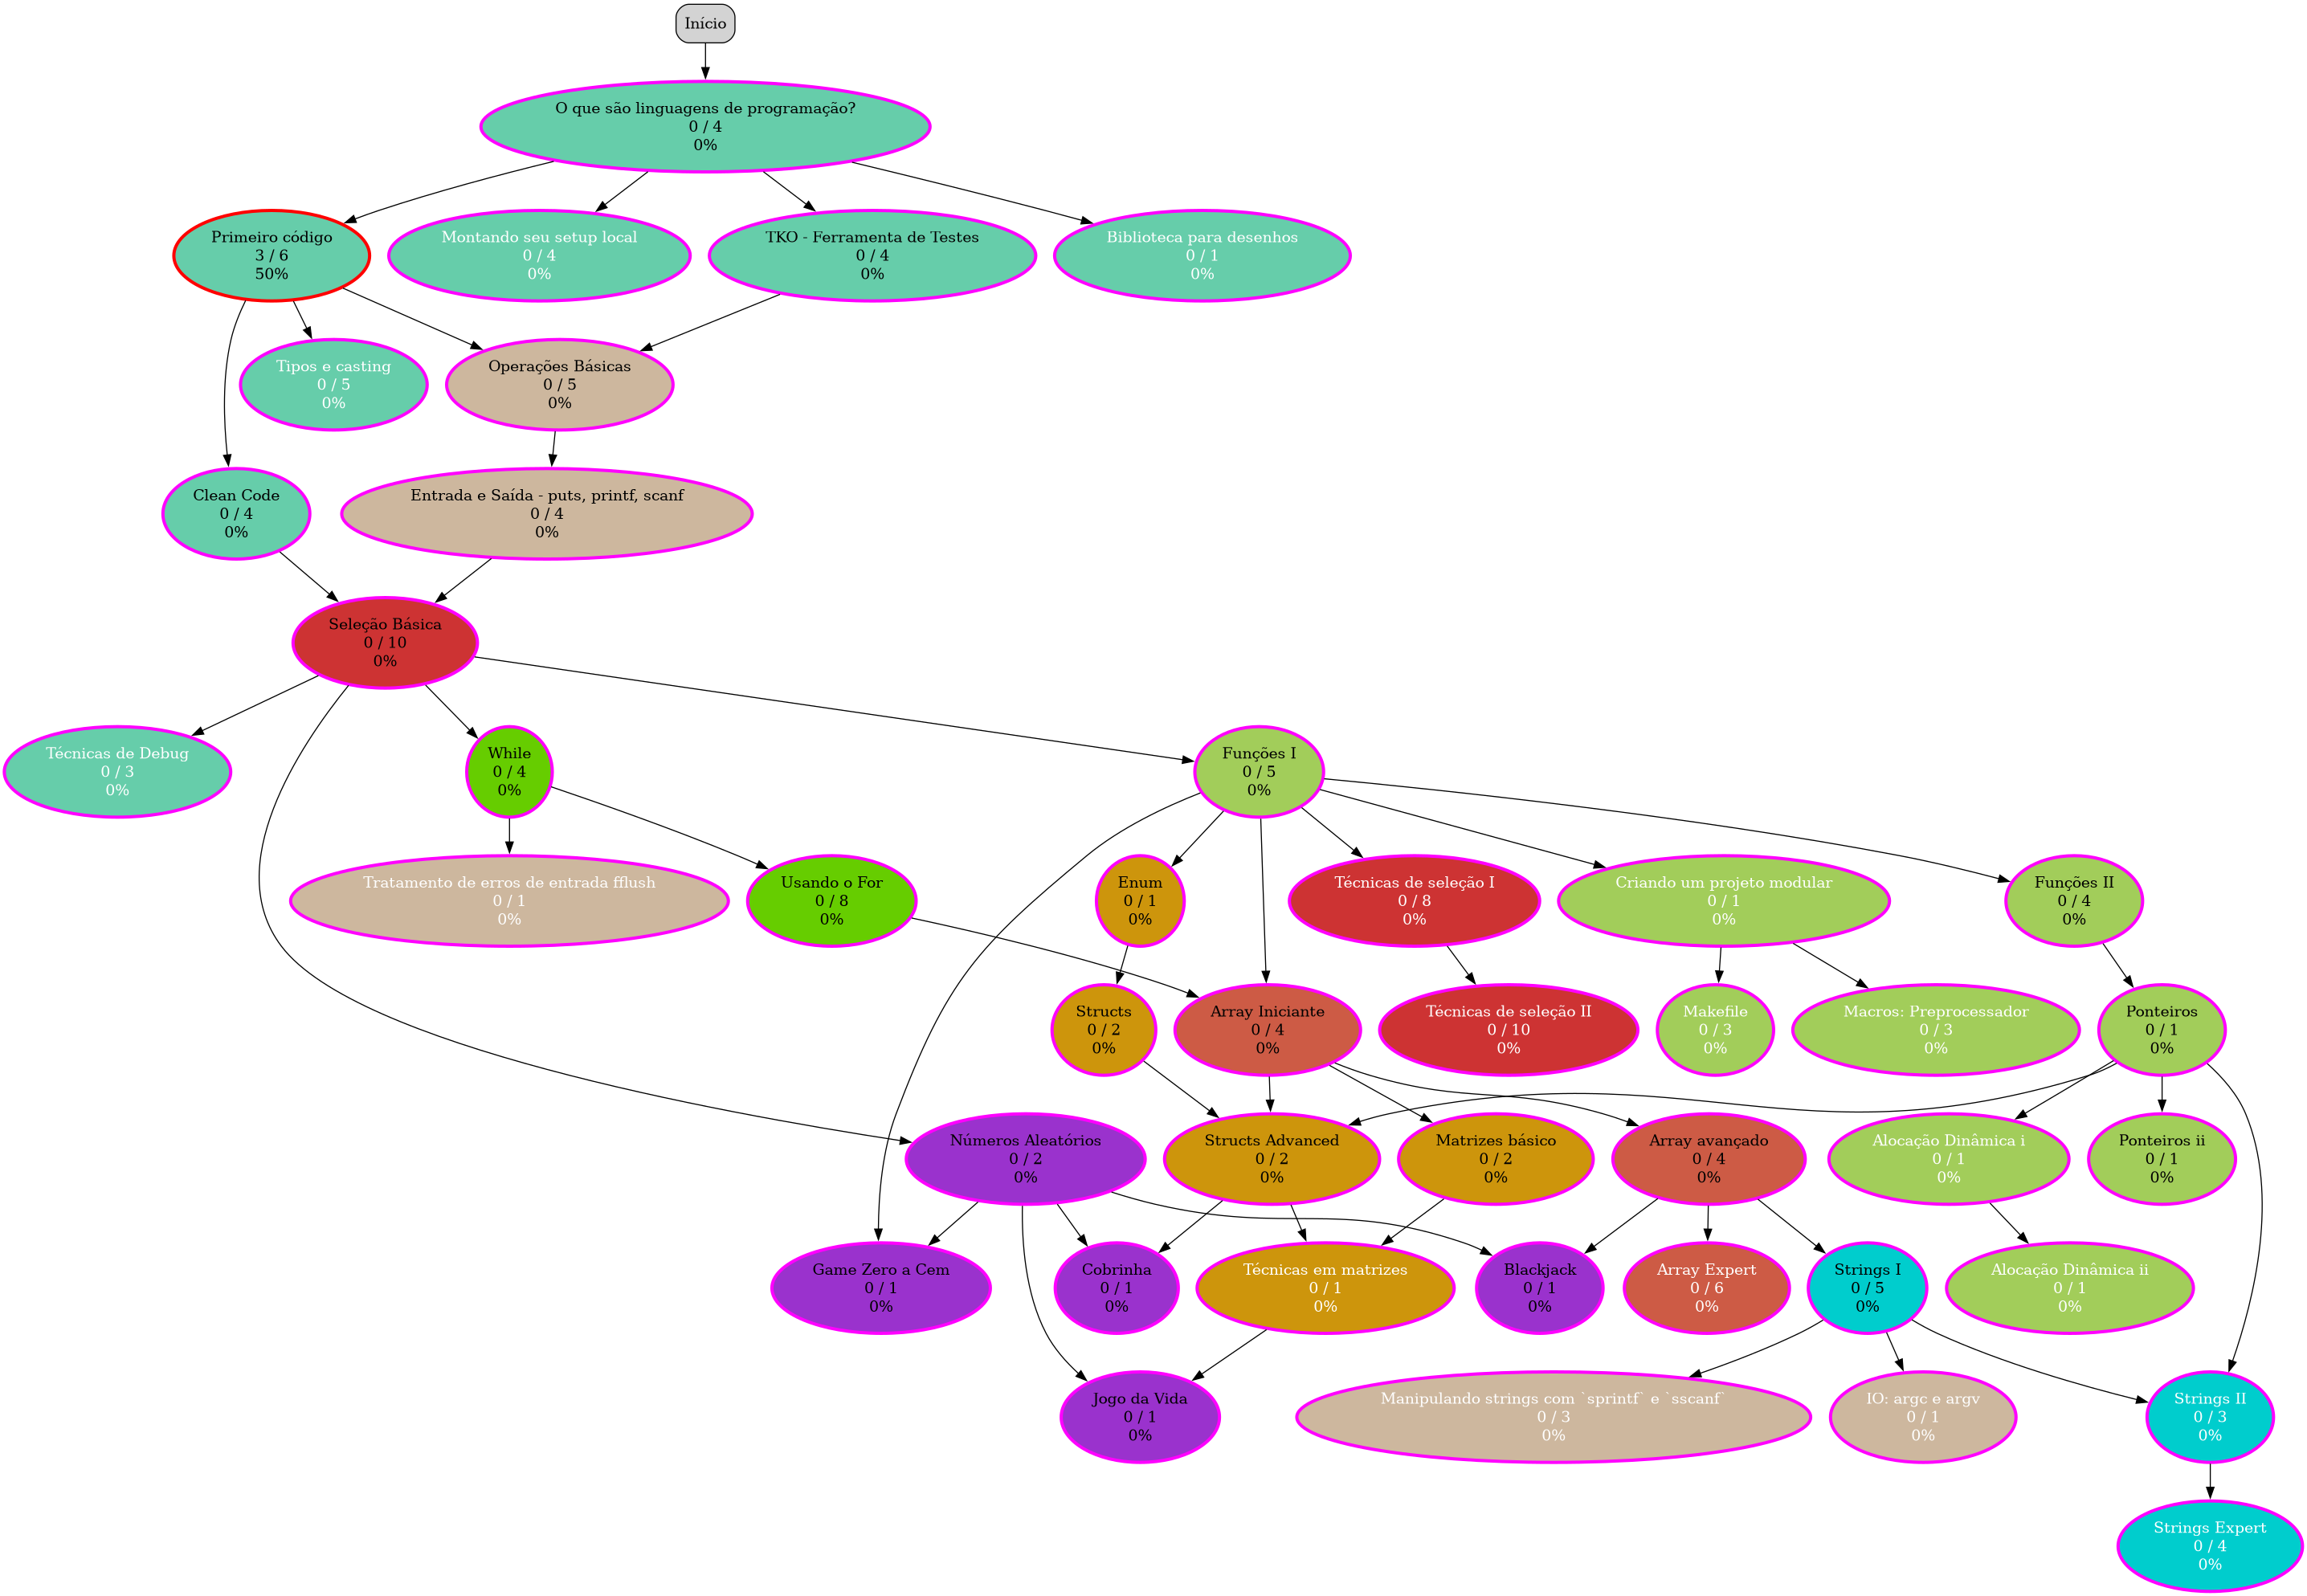 Início
O que são linguagens de programação?
0 / 4
0%
Primeiro código
3 / 6
50%
Montando seu setup local
0 / 4
0%
TKO - Ferramenta de Testes
0 / 4
0%
Biblioteca para desenhos
0 / 1
0%
Tipos e casting
0 / 5
0%
Operações Básicas
0 / 5
0%
Clean Code
0 / 4
0%
Entrada e Saída - puts, printf, scanf
0 / 4
0%
Seleção Básica
0 / 10
0%
Técnicas de Debug
0 / 3
0%
While
0 / 4
0%
Funções I
0 / 5
0%
Tratamento de erros de entrada fflush
0 / 1
0%
Usando o For
0 / 8
0%
Enum
0 / 1
0%
Técnicas de seleção I
0 / 8
0%
Criando um projeto modular
0 / 1
0%
Funções II
0 / 4
0%
Structs
0 / 2
0%
Array Iniciante
0 / 4
0%
Técnicas de seleção II
0 / 10
0%
Makefile
0 / 3
0%
Macros: Preprocessador
0 / 3
0%
Ponteiros
0 / 1
0%
Números Aleatórios
0 / 2
0%
Structs Advanced
0 / 2
0%
Matrizes básico
0 / 2
0%
Array avançado
0 / 4
0%
Alocação Dinâmica i
0 / 1
0%
Ponteiros ii
0 / 1
0%
Game Zero a Cem
0 / 1
0%
Cobrinha
0 / 1
0%
Técnicas em matrizes
0 / 1
0%
Blackjack
0 / 1
0%
Array Expert
0 / 6
0%
Strings I
0 / 5
0%
Alocação Dinâmica ii
0 / 1
0%
Jogo da Vida
0 / 1
0%
Manipulando strings com `sprintf` e `sscanf`
0 / 3
0%
IO: argc e argv
0 / 1
0%
Strings II
0 / 3
0%
Strings Expert
0 / 4
0%